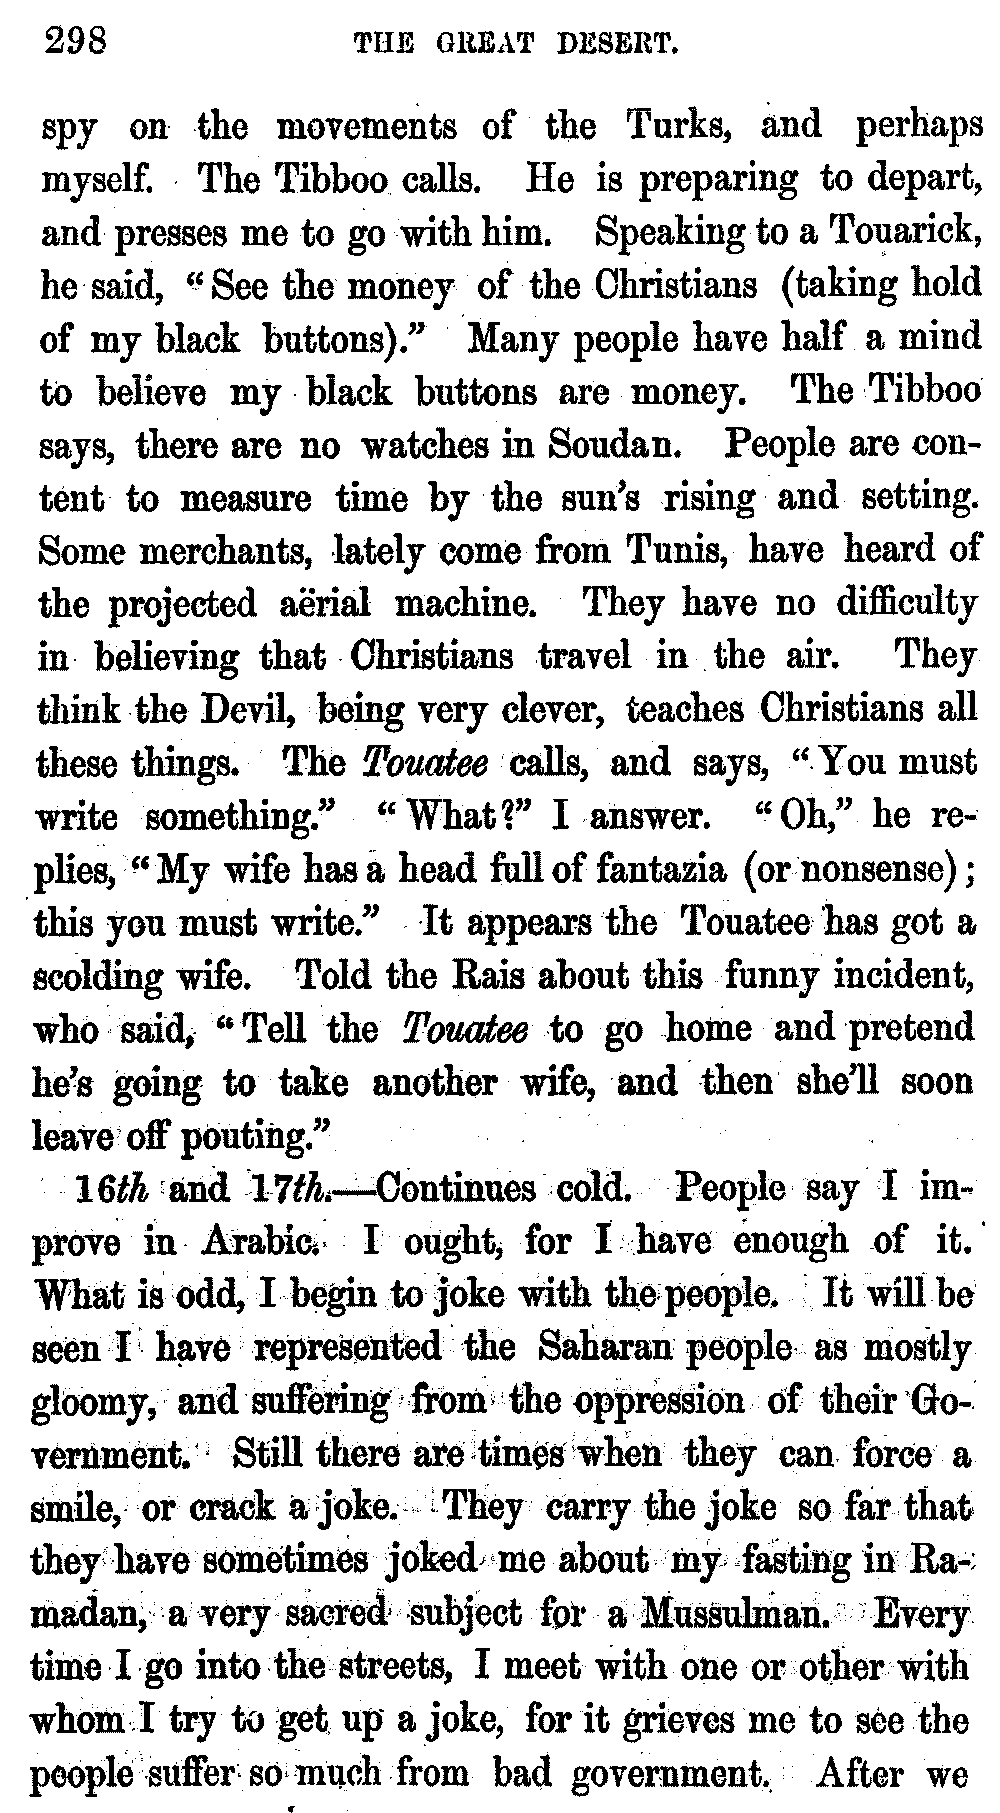 298 THE GREAT DESERT.
spy on the movements of the Turks, and perhaps
myself. The Tibboo calls. He is preparing to depart,
and presses me to go with him. Speaking to a Touarick,
he said, “See the money of the Christians (taking hold
of my black buttons).” Many people have half a mind
to believe my black buttons are money. The Tibboo
says, there are no watches in Soudan. People are con-
tent to measure time by the sun’s rising and setting.
Some merchants, lately come from Tunis, have heard of
the projected aërial machine. They have no difficulty
in believing that Christians travel in the air. They
think the Devil, being very clever, teaches Christians all
these things. The Touatee calls, and says, “You must
write something.” “What?” I answer. “Oh,” he re-
plies, “My wife has a head full of fantazia (or nonsense);
this you must write.” It appears the Touatee has got a
scolding wife. Told the Rais about this funny incident,
who said, “Tell the Touatee to go home and pretend
he’s going to take another wife, and then she’ll soon
leave off pouting.”
16th and 17th.—Continues cold. People say I im-
prove in Arabic. I ought, for I have enough of it.
What is odd, I begin to joke with the people. It will be
seen I have represented the Saharan people as mostly
gloomy, and suffering from the oppression of their Go-
vernment. Still there are times when they can force a
smile, or crack a joke. They carry the joke so far that
they have sometimes joked me about my fasting in Ra-
madan, a very sacred subject for a Mussulman. Every
time I go into the streets, I meet with one or other with
whom I try to get up a joke, for it grieves me to see the
people suffer so much from bad government. After we